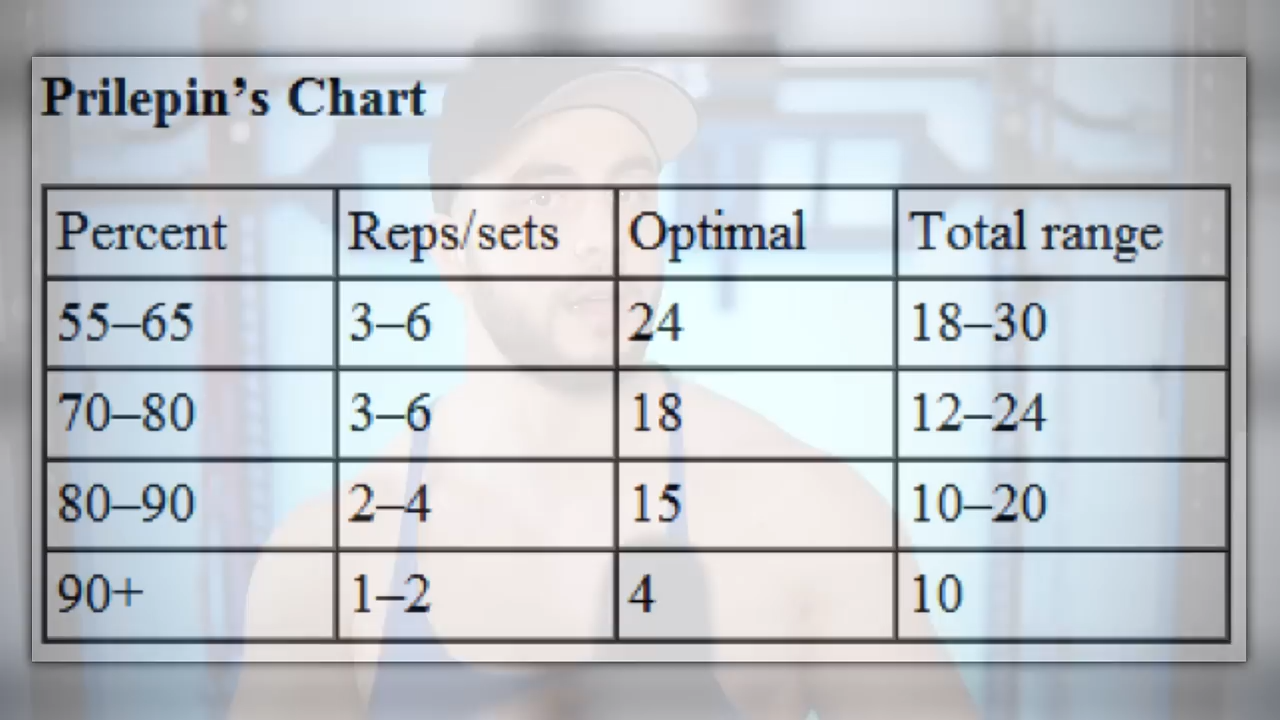 Prilepin’s Chart
Percent Reps/sets Optimal Total range
55–65 3–6 24 18–30
70–80 3–6 18 12–24
80–90 2–4 15 10–20
90+ 1–2 4 10